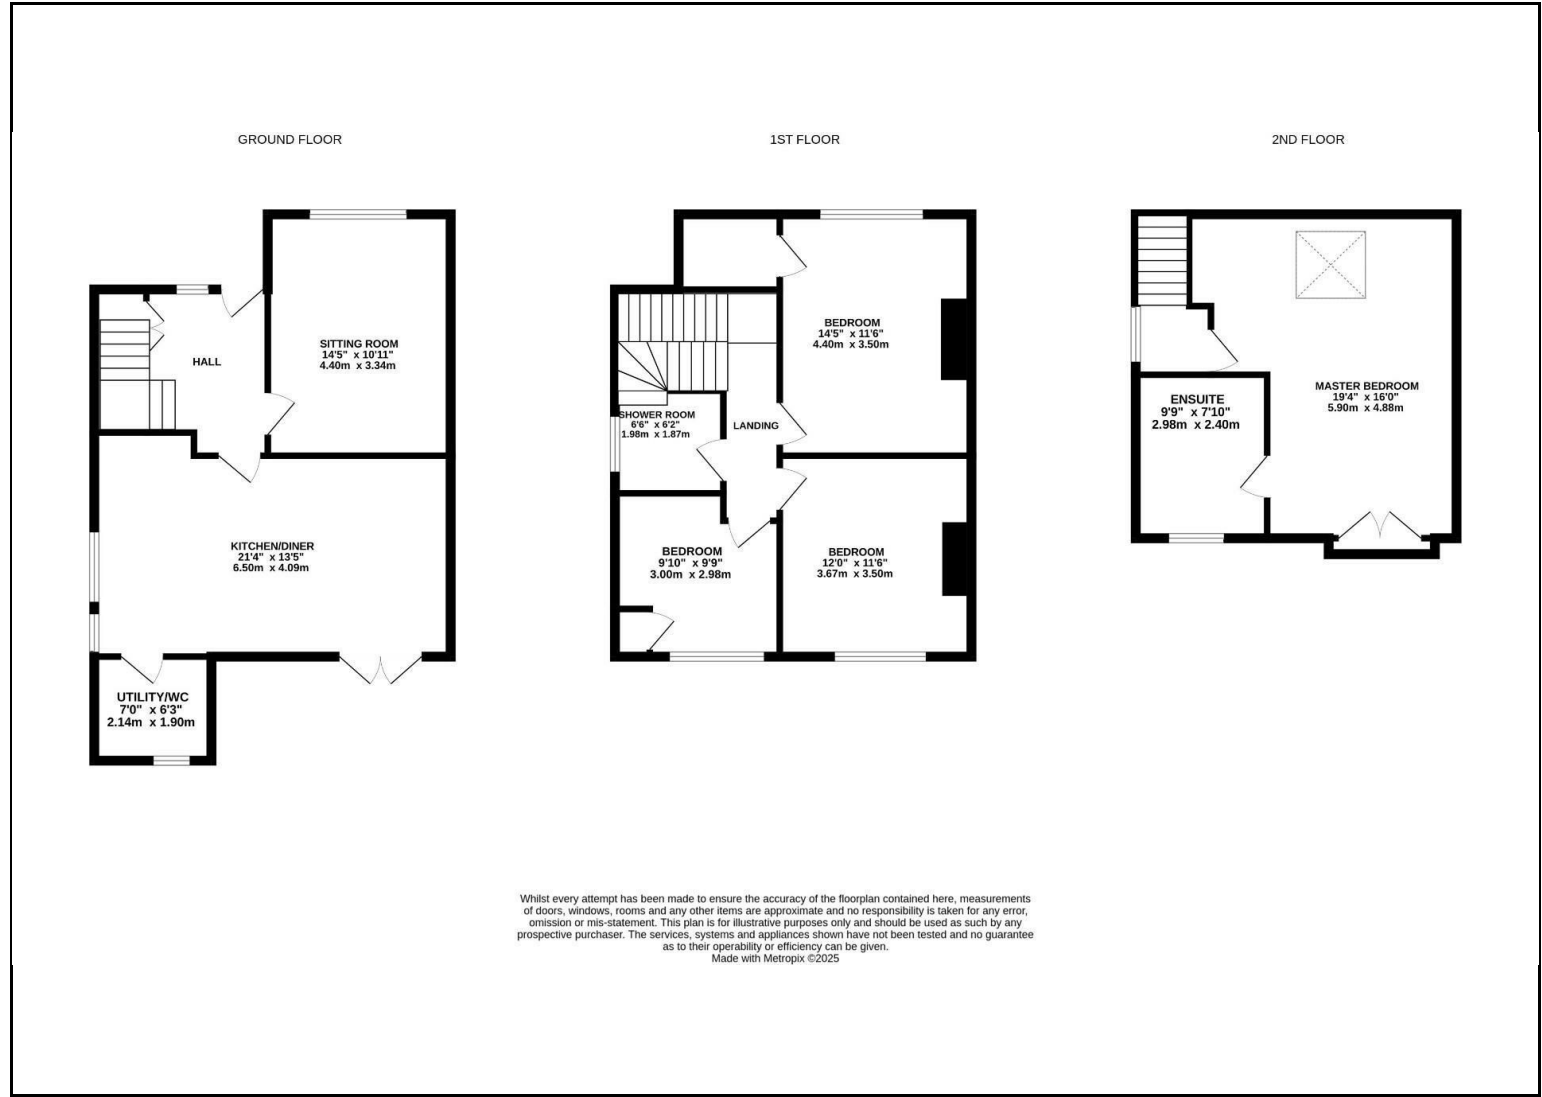 GROUND FLOOR
1ST FLOOR
2ND FLOOR
HALL
SITTING ROOM
14'5" x 10'11"
4.40m x 3.34m
KITCHEN/DINER
21'4" x 13'5"
6.50m x 4.09m
UTILITY/WC
7'0" x 6'3"
2.14m x 1.90m
BEDROOM
14'5" x 11'6"
4.40m x 3.50m
SHOWER ROOM
6'6" x 6'2"
1.98m x 1.87m
LANDING
BEDROOM
9'10" x 9'9"
3.00m x 2.98m
BEDROOM
12'0" x 11'6"
3.67m x 3.50m
MASTER BEDROOM
19'4" x 16'0"
5.90m x 4.88m
ENSUITE
9'9" x 7'10"
2.98m x 2.40m
Whilst every attempt has been made to ensure the accuracy of the floorplan contained here, measurements
of doors, windows, rooms and any other items are approximate and no responsibility is taken for any error,
omission or mis-statement. This plan is for illustrative purposes only and should be used as such by any
prospective purchaser. The services, systems and appliances shown have not been tested and no guarantee
as to their operability or efficiency can be given.
Made with Metropix ©2025